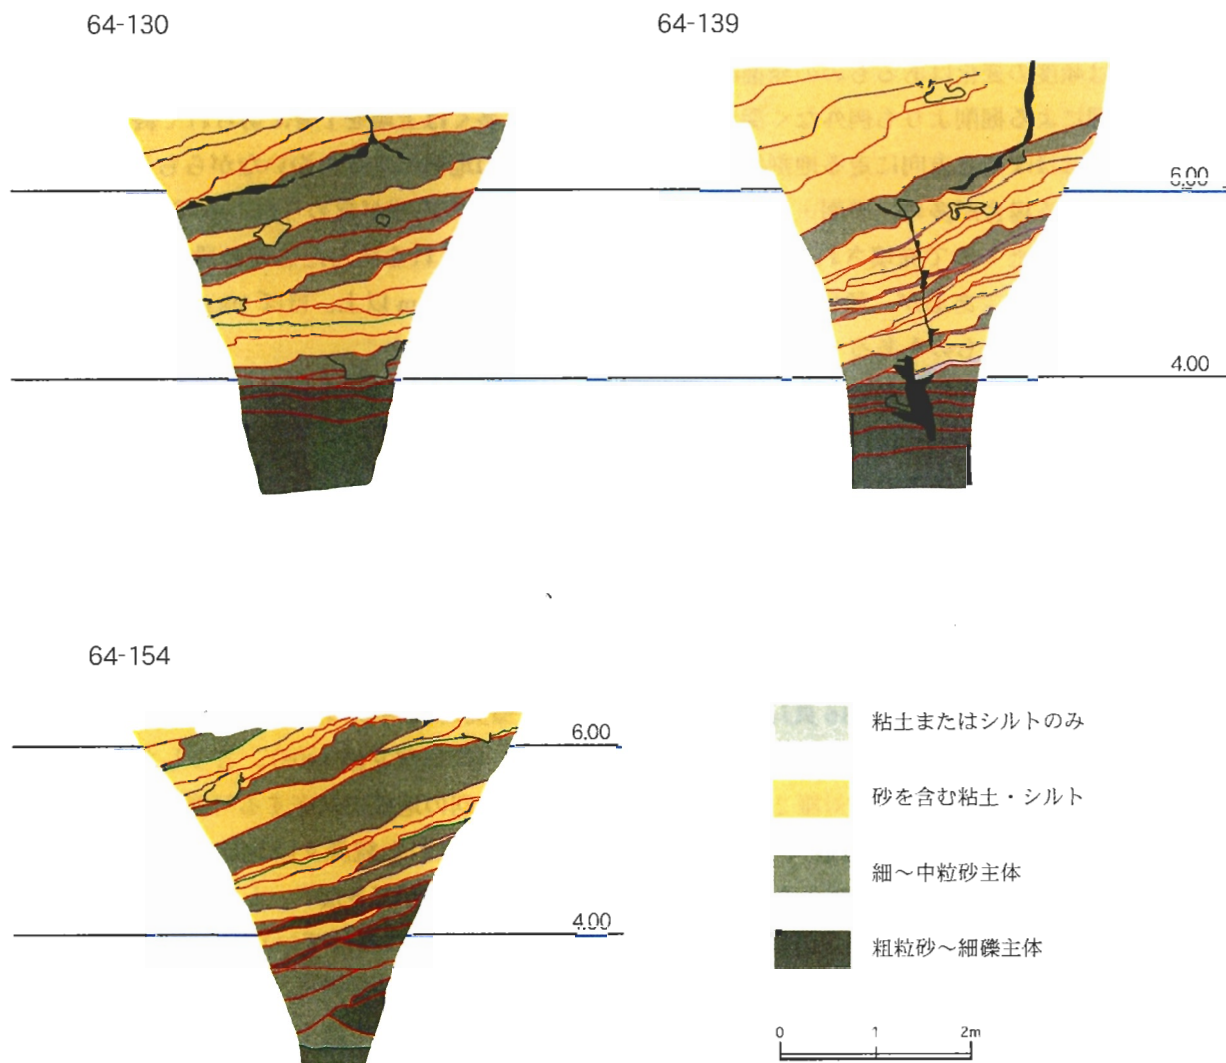 64-130
64-139
6.00
4.00
64-154
6.00
4.00
粘土またはシルトのみ
砂を含む粘土・シルト
細～中粒砂主体
粗粒砂～細礫主体
0 1 2m